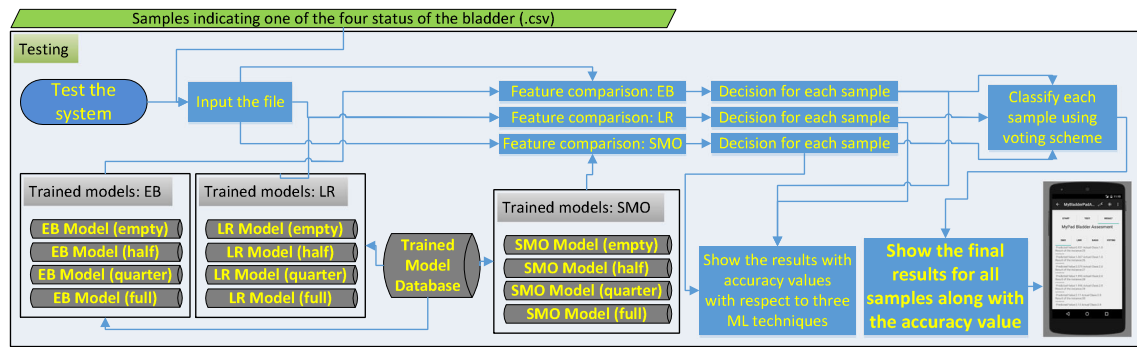 Samples indicating one of the four status of the bladder (.csv)
Testing
Test the
system
Input the file
Feature comparison: EB
Feature comparison: LR
Feature comparison: SMO
Decision for each sample
Decision for each sample
Decision for each sample
Classify each
sample using
voting scheme
Trained models: EB
EB Model (empty)
EB Model (half)
EB Model (quarter)
EB Model (full)
Trained models: LR
LR Model (empty)
LR Model (half)
LR Model (quarter)
LR Model (full)
Trained
Model
Database
Trained models: SMO
SMO Model (empty)
SMO Model (half)
SMO Model (quarter)
SMO Model (full)
Show the results with
accuracy values
with respect to three
ML techniques
Show the final
results for all
samples along with
the accuracy value
MyPad Bladder Assessment